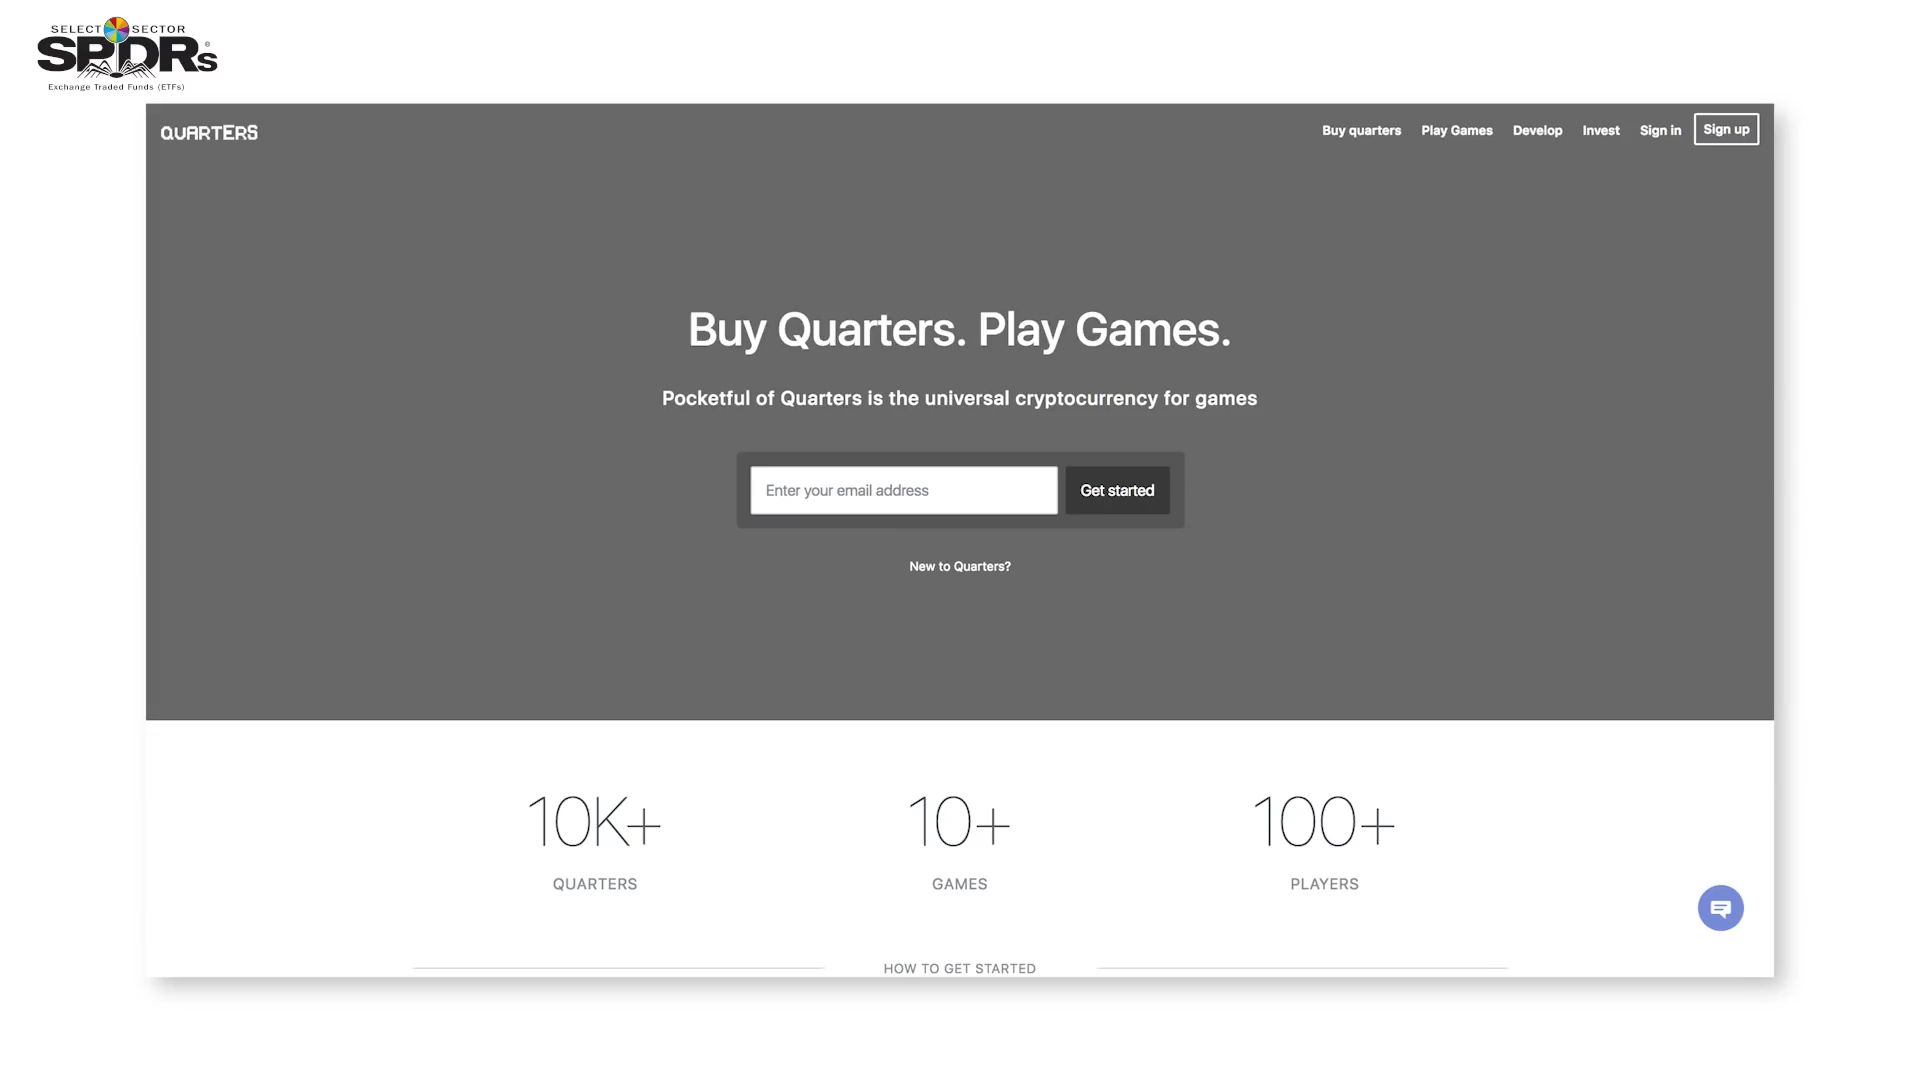 SELECT SECTOR
SPDRs®
Exchange Traded Funds (ETFs)
QUARTERS
Buy quarters Play Games Develop Invest Sign in Sign up
Buy Quarters. Play Games.
Pocketful of Quarters is the universal cryptocurrency for games
Enter your email address Get started
New to Quarters?
10K+ 10+ 100+
QUARTERS GAMES PLAYERS
HOW TO GET STARTED